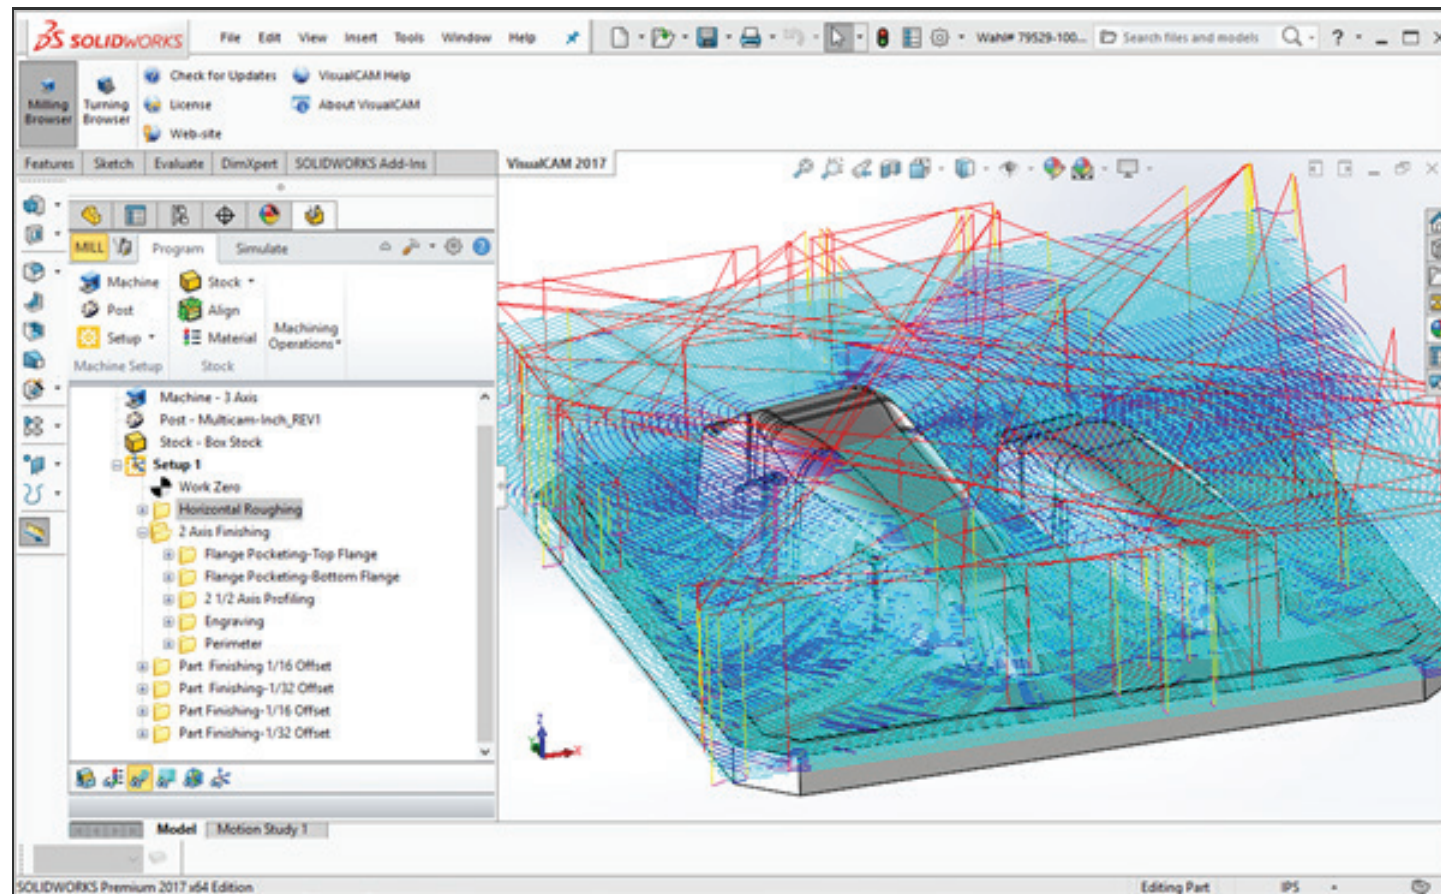 SOLIDWORKS File Edit View Insert Tools Window Help Wahl# 79529-100... Search files and models ?
Milling Browser
Turning Browser
Check for Updates
License
Web-site
VisualCAM Help
About VisualCAM
Features Sketch Evaluate DimXpert SOLIDWORKS Add-Ins VisualCAM 2017
MILL Program Simulate
Machine
Post
Setup
Machine Setup
Stock
Align
Material
Stock
Machining
Operations
Machine - 3 Axis
Post - Multicam-Inch_REV1
Stock - Box Stock
Setup 1
Work Zero
Horizontal Roughing
2 Axis Finishing
Flange Pocketing-Top Flange
Flange Pocketing-Bottom Flange
2 1/2 Axis Profiling
Engraving
Perimeter
Part Finishing 1/16 Offset
Part Finishing-1/32 Offset
Part Finishing-1/16 Offset
Part Finishing-1/32 Offset
Z
X
Model Motion Study 1
SOLIDWORKS Premium 2017 x64 Edition Editing Part IPS